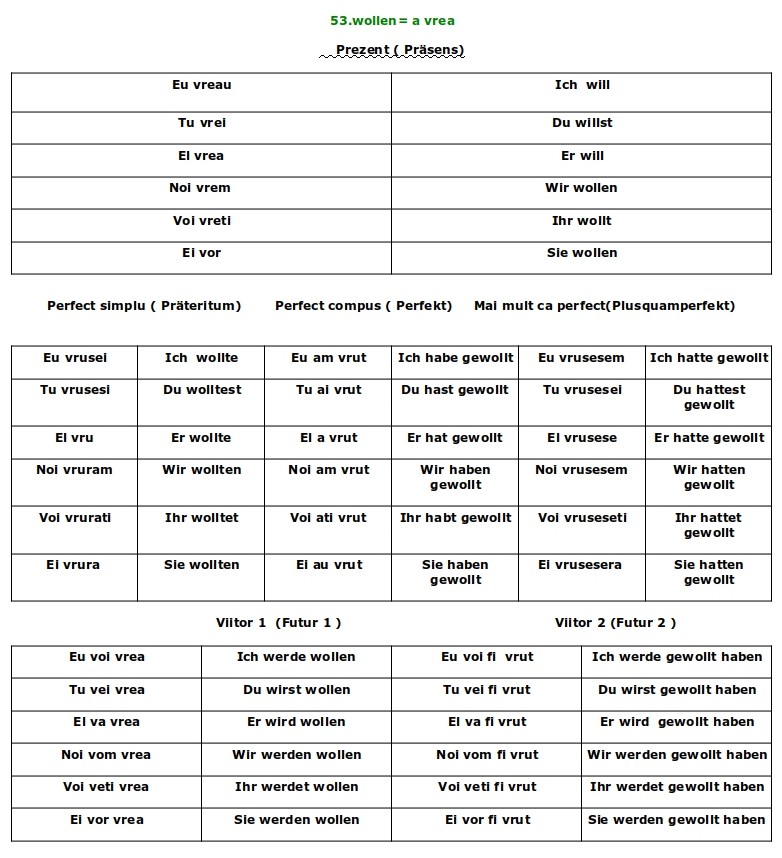 53.wollen= a vrea
Prezent ( Präsens)
Eu vreau Ich will
Tu vrei Du willst
El vrea Er will
Noi vrem Wir wollen
Voi vreti Ihr wollt
Ei vor Sie wollen
Perfect simplu ( Präteritum) Perfect compus ( Perfekt) Mai mult ca perfect(Plusquamperfekt)
Eu vrusei Ich wollte Eu am vrut Ich habe gewollt Eu vrusesem Ich hatte gewollt
Tu vrusesi Du wolltest Tu ai vrut Du hast gewollt Tu vrusesei Du hattest
gewollt
El vru Er wollte El a vrut Er hat gewollt El vrusese Er hatte gewollt
Noi vruram Wir wollten Noi am vrut Wir haben
gewollt Noi vrusesem Wir hatten
gewollt
Voi vrurati Ihr wolltet Voi ati vrut Ihr habt gewollt Voi vruseseti Ihr hattet
gewollt
Ei vrura Sie wollten Ei au vrut Sie haben
gewollt Ei vrusesera Sie hatten
gewollt
Viitor 1 (Futur 1 ) Viitor 2 (Futur 2 )
Eu voi vrea Ich werde wollen Eu voi fi vrut Ich werde gewollt haben
Tu vei vrea Du wirst wollen Tu vei fi vrut Du wirst gewollt haben
El va vrea Er wird wollen El va fi vrut Er wird gewollt haben
Noi vom vrea Wir werden wollen Noi vom fi vrut Wir werden gewollt haben
Voi veti vrea Ihr werdet wollen Voi veti fi vrut Ihr werdet gewollt haben
Ei vor vrea Sie werden wollen Ei vor fi vrut Sie werden gewollt haben